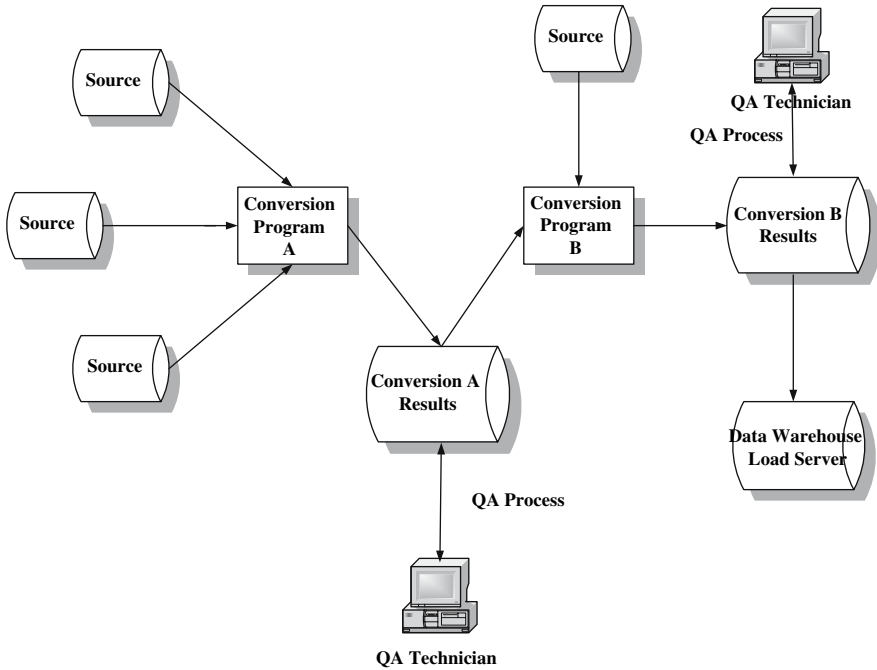 Source
Source
QA Technician
QA Process
Source
Conversion
Program
A
Conversion
Program
B
Conversion B
Results
Source
Conversion A
Results
Data Warehouse
Load Server
QA Process
QA Technician